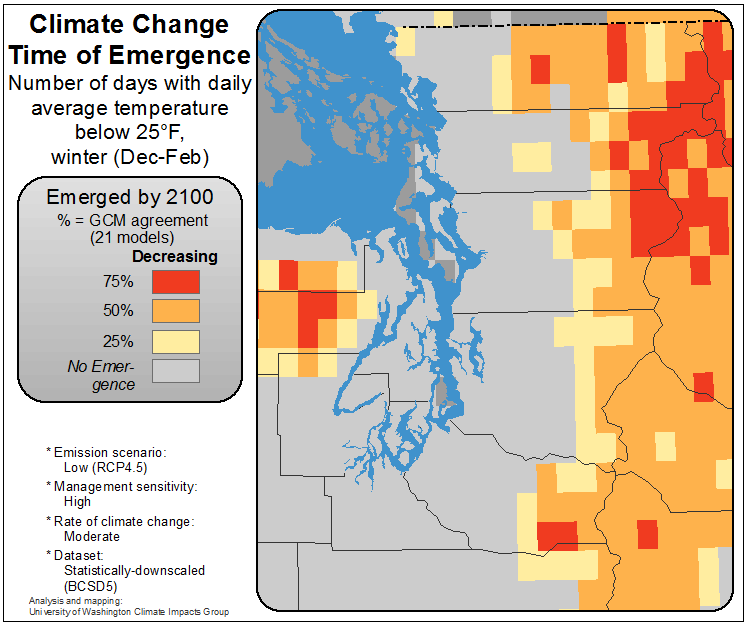 Climate Change
Time of Emergence
Number of days with daily
average temperature
below 25°F,
winter (Dec-Feb)
Emerged by 2100
% = GCM agreement
(21 models)
Decreasing
75%
50%
25%
No Emer-
gence
* Emission scenario:
Low (RCP4.5)
* Management sensitivity:
High
* Rate of climate change:
Moderate
* Dataset:
Statistically-downscaled
(BCSD5)
Analysis and mapping:
University of Washington Climate Impacts Group